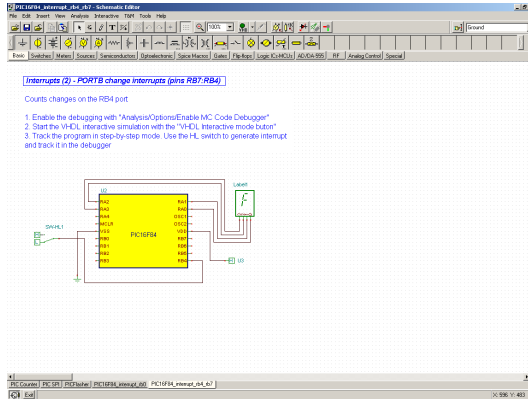 PIC16F84_interrupt_rb4_rb7 - Schematic Editor
File Edit Insert View Analysis Interactive T&M Tools Help
100%
Ground
Basic Switches Meters Sources Semiconductors Optoelectronic Spice Macros Gates Flip-flops Logic ICs-MCUs AD/DA-555 RF Analog Control Special
Interrupts (2) - PORTB change interrupts (pins RB7:RB4)
Counts changes on the RB4 port
1. Enable the debugging with "Analysis/Options/Enable MC Code Debugger"
2. Start the VHDL interactive simulation with the "VHDL Interactive mode buton"
3. Track the program in step-by-step mode. Use the HL switch to generate interrupt
and track it in the debugger
Label1
U2
RA2 RA1
RA3 RA0
RA4 OSC1
MCLR OSC2
VSS VDD
RB0 RB7
RB1 RB6
RB2 RB5
RB3 RB4
PIC16F84
SW-HL1
H
L
H U3
PIC Counter PIC SPI PICFlasher PIC16F84_interrupt_rb0 PIC16F84_interrupt_rb4_rb7
Exit X: 596 Y: 483